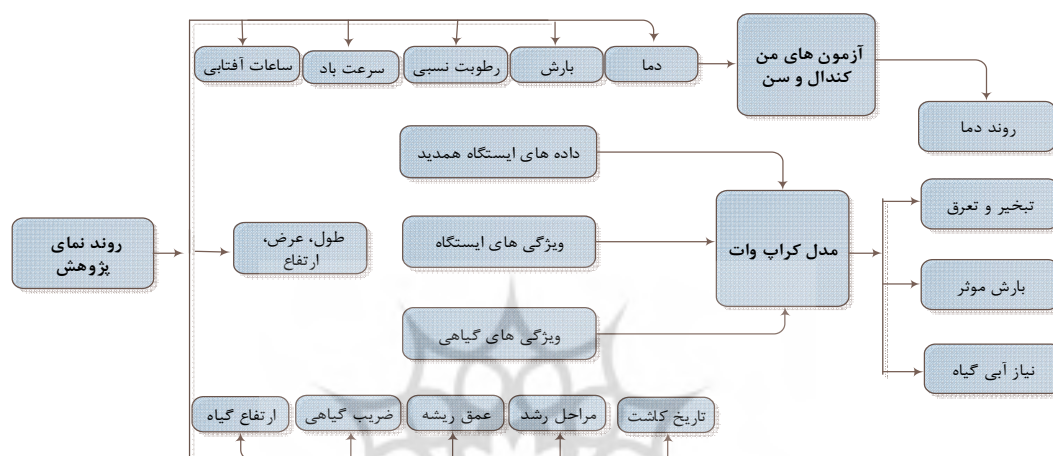 ساعات آفتابی
سرعت باد
رطوبت نسبی
بارش
دما
آزمون های من
کندال و سن
روند دما
داده های ایستگاه همدید
تبخیر و تعرق
روند نمای
پژوهش
طول، عرض،
ارتفاع
ویژگی های ایستگاه
مدل کراپ وات
بارش موثر
ویژگی های گیاهی
نیاز آبی گیاه
ارتفاع گیاه
ضریب گیاهی
عمق ریشه
مراحل رشد
تاریخ کاشت